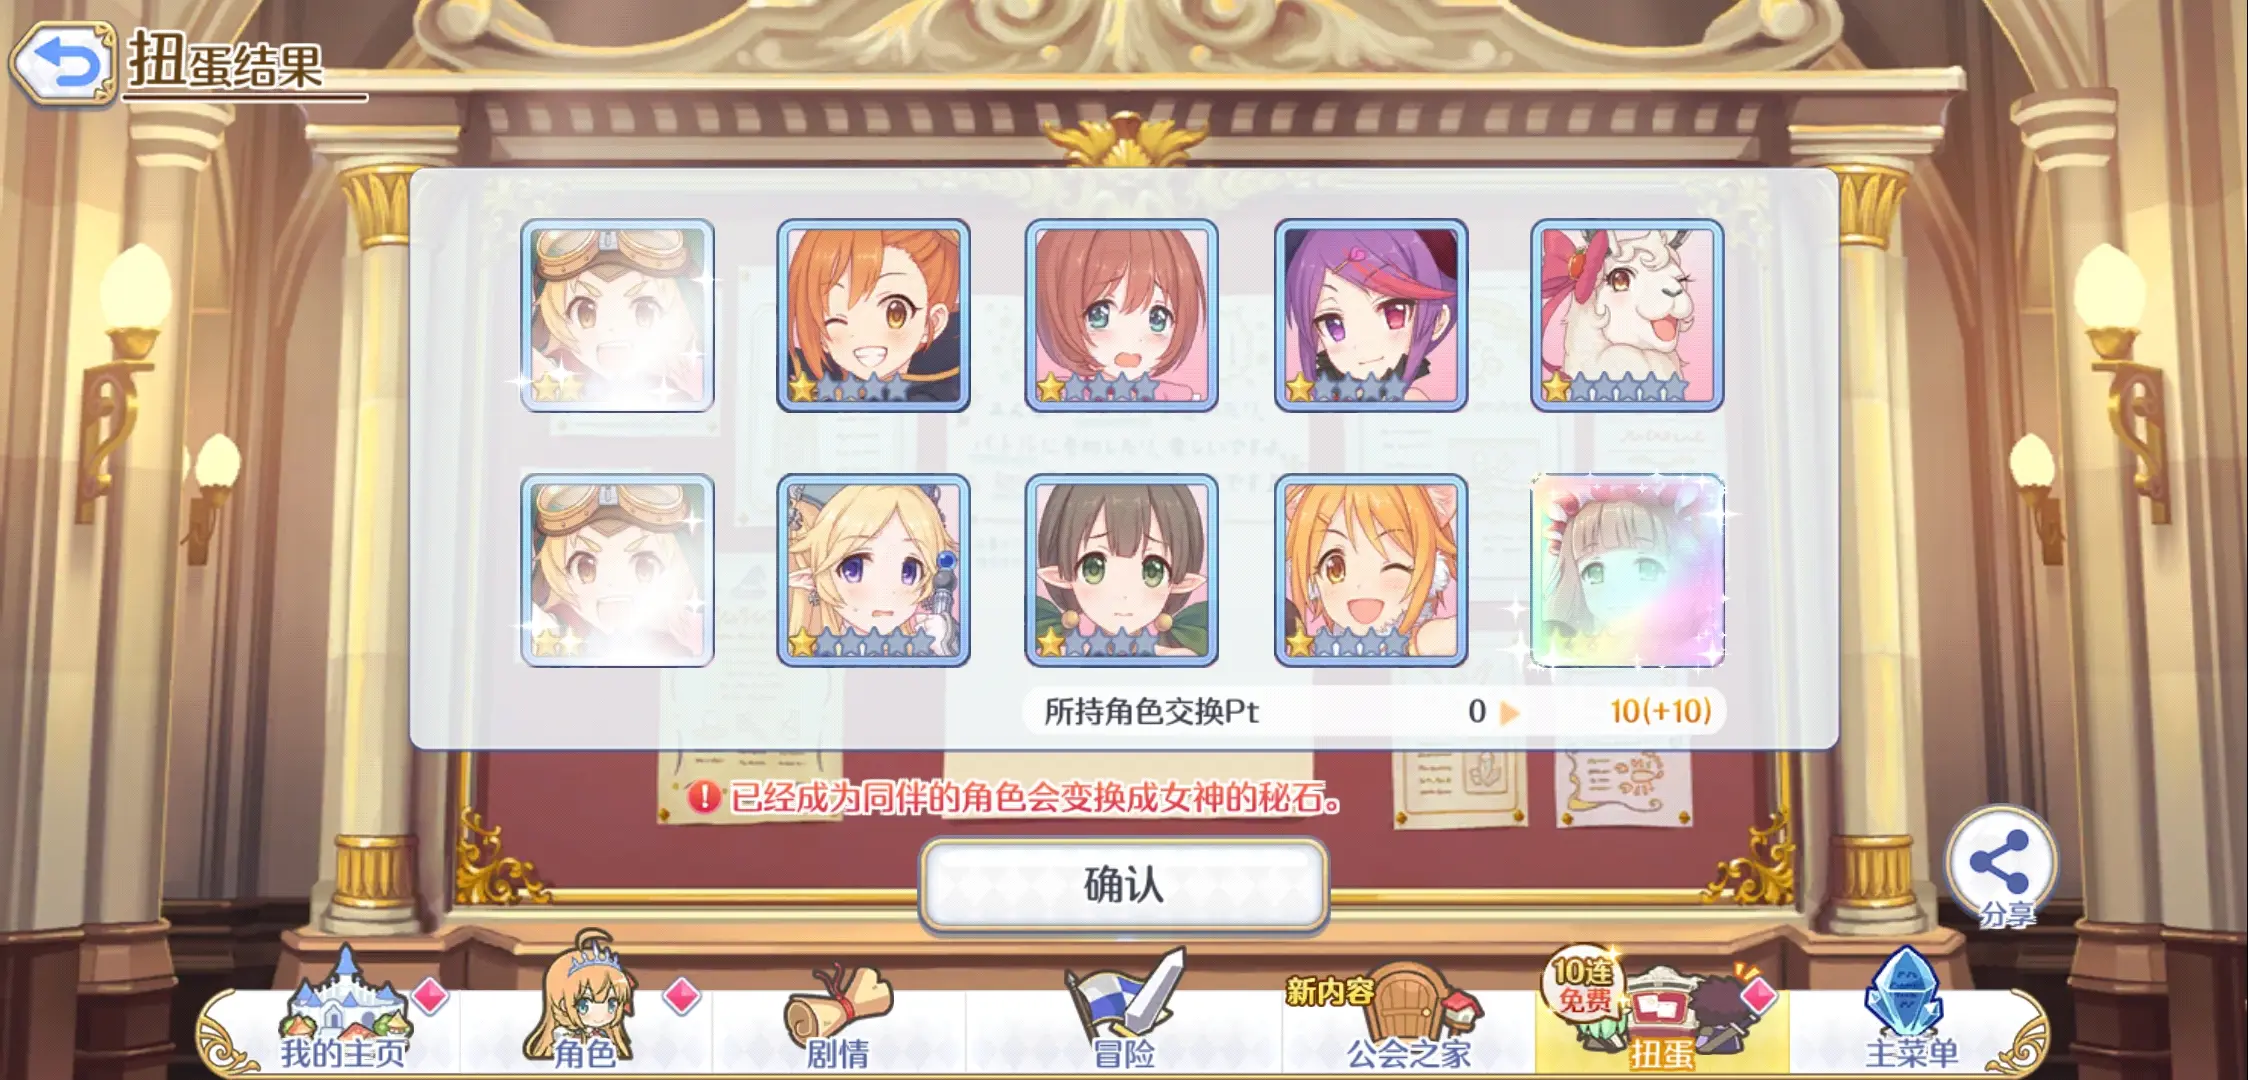 扭蛋结果
所持角色交换Pt 0 10(+10)
已经成为同伴的角色会变换成女神的秘石。
确认
分享
10连
免费
新内容
我的主页
角色
剧情
冒险
公会之家
扭蛋
主菜单